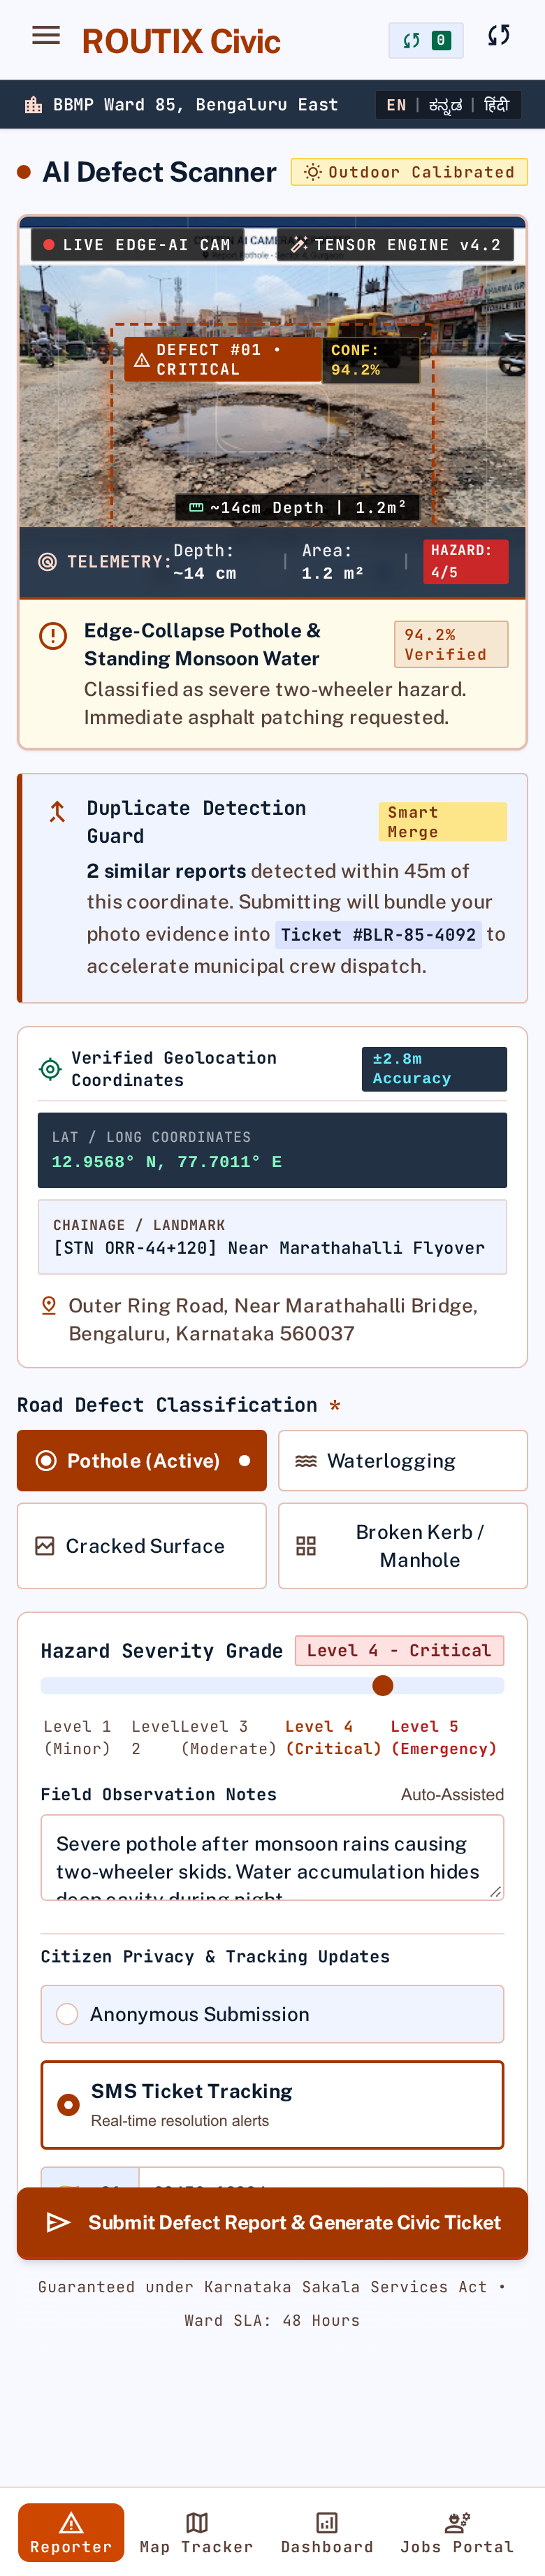 ROUTIX Civic
0
BBMP Ward 85, Bengaluru East
EN | ಕನ್ನಡ | हिंदी
AI Defect Scanner
Outdoor Calibrated
LIVE EDGE-AI CAM
TENSOR ENGINE v4.2
DEFECT #01 •
CRITICAL
CONF:
94.2%
~14cm Depth | 1.2m²
TELEMETRY:
Depth:
~14 cm
|
Area:
1.2 m²
|
HAZARD:
4/5
Edge-Collapse Pothole &
Standing Monsoon Water
94.2%
Verified
Classified as severe two-wheeler hazard.
Immediate asphalt patching requested.
Duplicate Detection
Guard
Smart
Merge
2 similar reports detected within 45m of
this coordinate. Submitting will bundle your
photo evidence into Ticket #BLR-85-4092 to
accelerate municipal crew dispatch.
Verified Geolocation
Coordinates
±2.8m
Accuracy
LAT / LONG COORDINATES
12.9568° N, 77.7011° E
CHAINAGE / LANDMARK
[STN ORR-44+120] Near Marathahalli Flyover
Outer Ring Road, Near Marathahalli Bridge,
Bengaluru, Karnataka 560037
Road Defect Classification *
Pothole (Active)
Waterlogging
Cracked Surface
Broken Kerb /
Manhole
Hazard Severity Grade
Level 4 - Critical
Level 1
(Minor)
Level
2
Level 3
(Moderate)
Level 4
(Critical)
Level 5
(Emergency)
Field Observation Notes
Auto-Assisted
Severe pothole after monsoon rains causing
two-wheeler skids. Water accumulation hides
deep cavity during night
Citizen Privacy & Tracking Updates
Anonymous Submission
SMS Ticket Tracking
Real-time resolution alerts
Submit Defect Report & Generate Civic Ticket
Guaranteed under Karnataka Sakala Services Act •
Ward SLA: 48 Hours
Reporter
Map Tracker
Dashboard
Jobs Portal